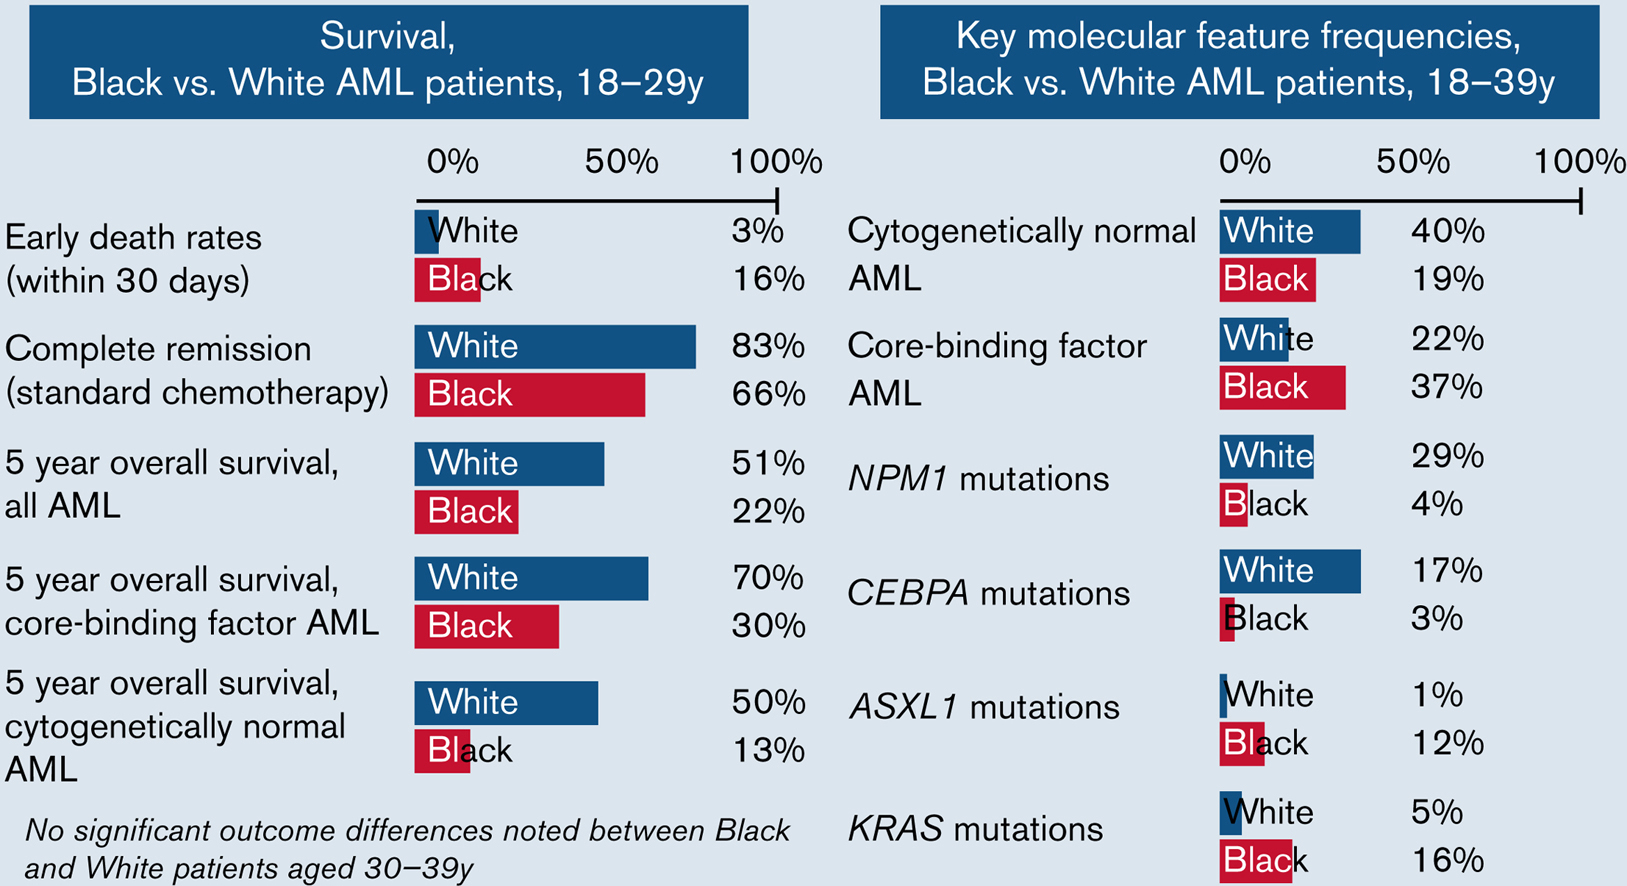 Survival,
Black vs. White AML patients, 18–29y
0% 50% 100%
Early death rates
(within 30 days)
White 3%
Black 16%
Complete remission
(standard chemotherapy)
White 83%
Black 66%
5 year overall survival,
all AML
White 51%
Black 22%
5 year overall survival,
core-binding factor AML
White 70%
Black 30%
5 year overall survival,
cytogenetically normal
AML
White 50%
Black 13%
No significant outcome differences noted between Black
and White patients aged 30–39y
Key molecular feature frequencies,
Black vs. White AML patients, 18–39y
0% 50% 100%
Cytogenetically normal
AML
White 40%
Black 19%
Core-binding factor
AML
White 22%
Black 37%
NPM1 mutations
White 29%
Black 4%
CEBPA mutations
White 17%
Black 3%
ASXL1 mutations
White 1%
Black 12%
KRAS mutations
White 5%
Black 16%